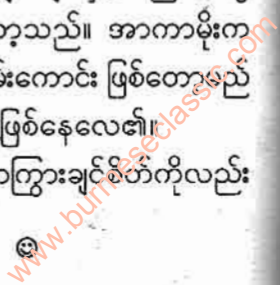 တော့သည်။ အာကာမိုးက
မ်းကောင်း ဖြစ်တော့မည်
ဖြစ်နေလေ၏။
ကြွားချင်စိတ်ကိုလည်း
www.burmeseclassic.com